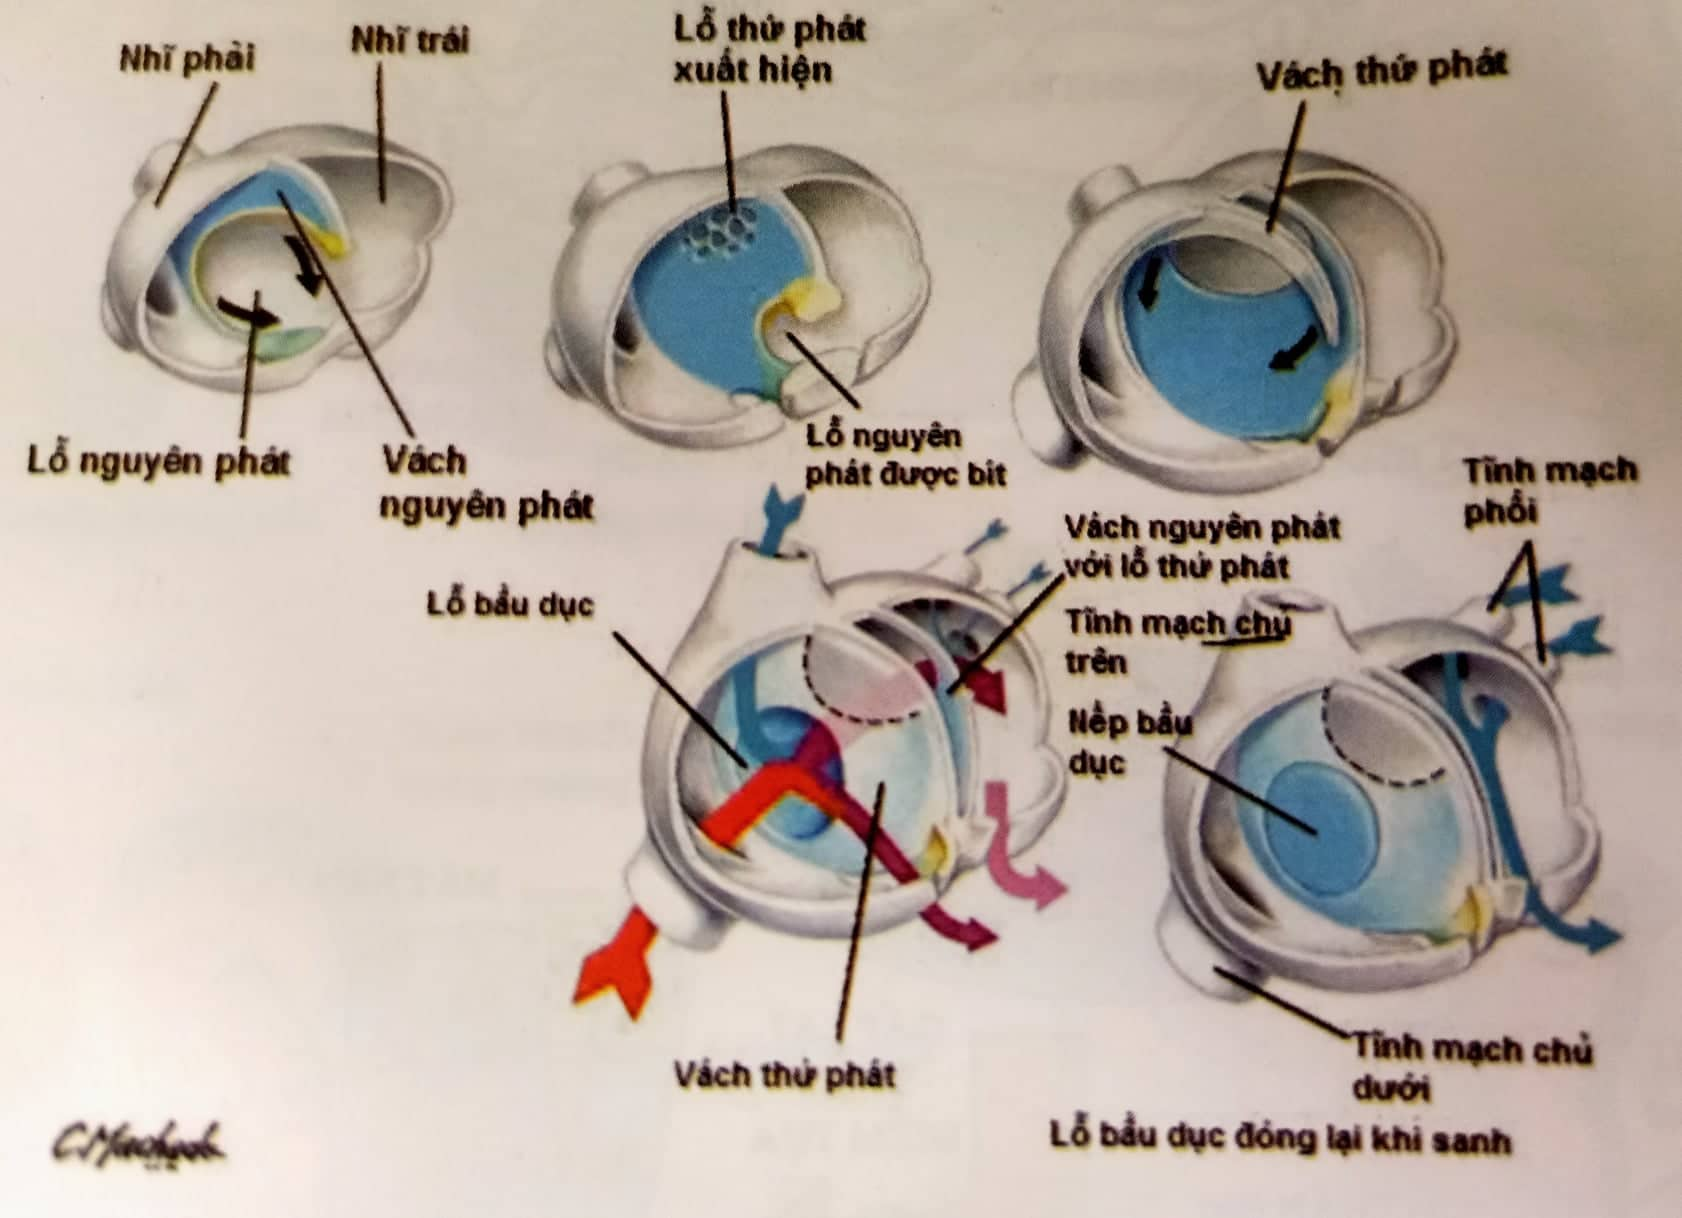 Nhĩ phải
Nhĩ trái
Lỗ thứ phát
xuất hiện
Vách thứ phát
Lỗ nguyên phát
Vách
nguyên phát
Lỗ nguyên
phát được bít
Tĩnh mạch
phổi
Vách nguyên phát
với lỗ thứ phát
Lỗ bầu dục
Tĩnh mạch chủ
trên
Nếp bầu
dục
Vách thứ phát
Tĩnh mạch chủ
dưới
Lỗ bầu dục đóng lại khi sanh